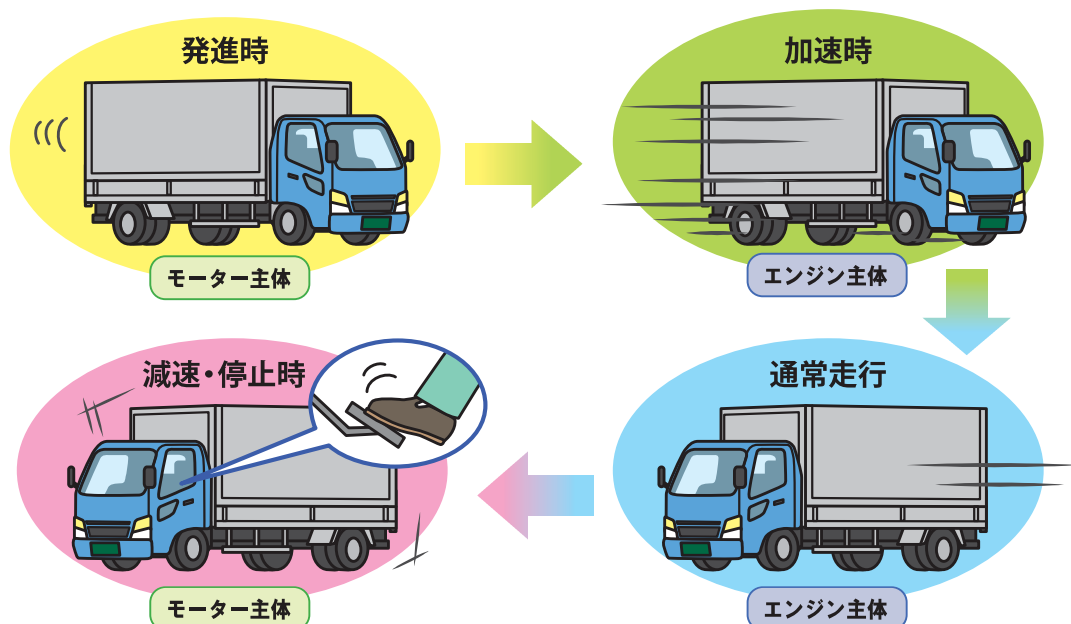 発進時
モーター主体
加速時
エンジン主体
通常走行
エンジン主体
減速・停止時
モーター主体